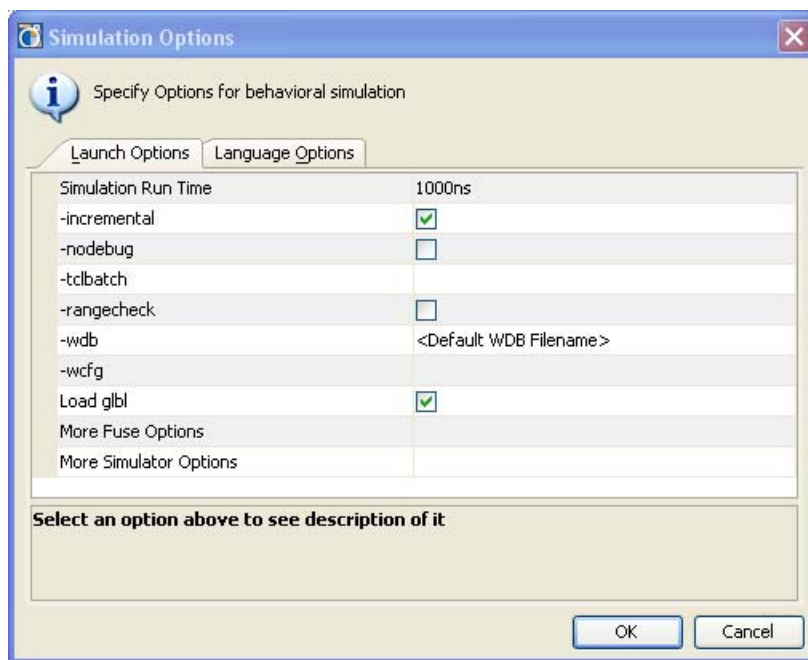 Simulation Options
Specify Options for behavioral simulation
Launch Options Language Options
Simulation Run Time 1000ns
-incremental
-nodebug
-tclbatch
-rangecheck
-wdb <Default WDB Filename>
-wcfg
Load glbl
More Fuse Options
More Simulator Options
Select an option above to see description of it
OK Cancel